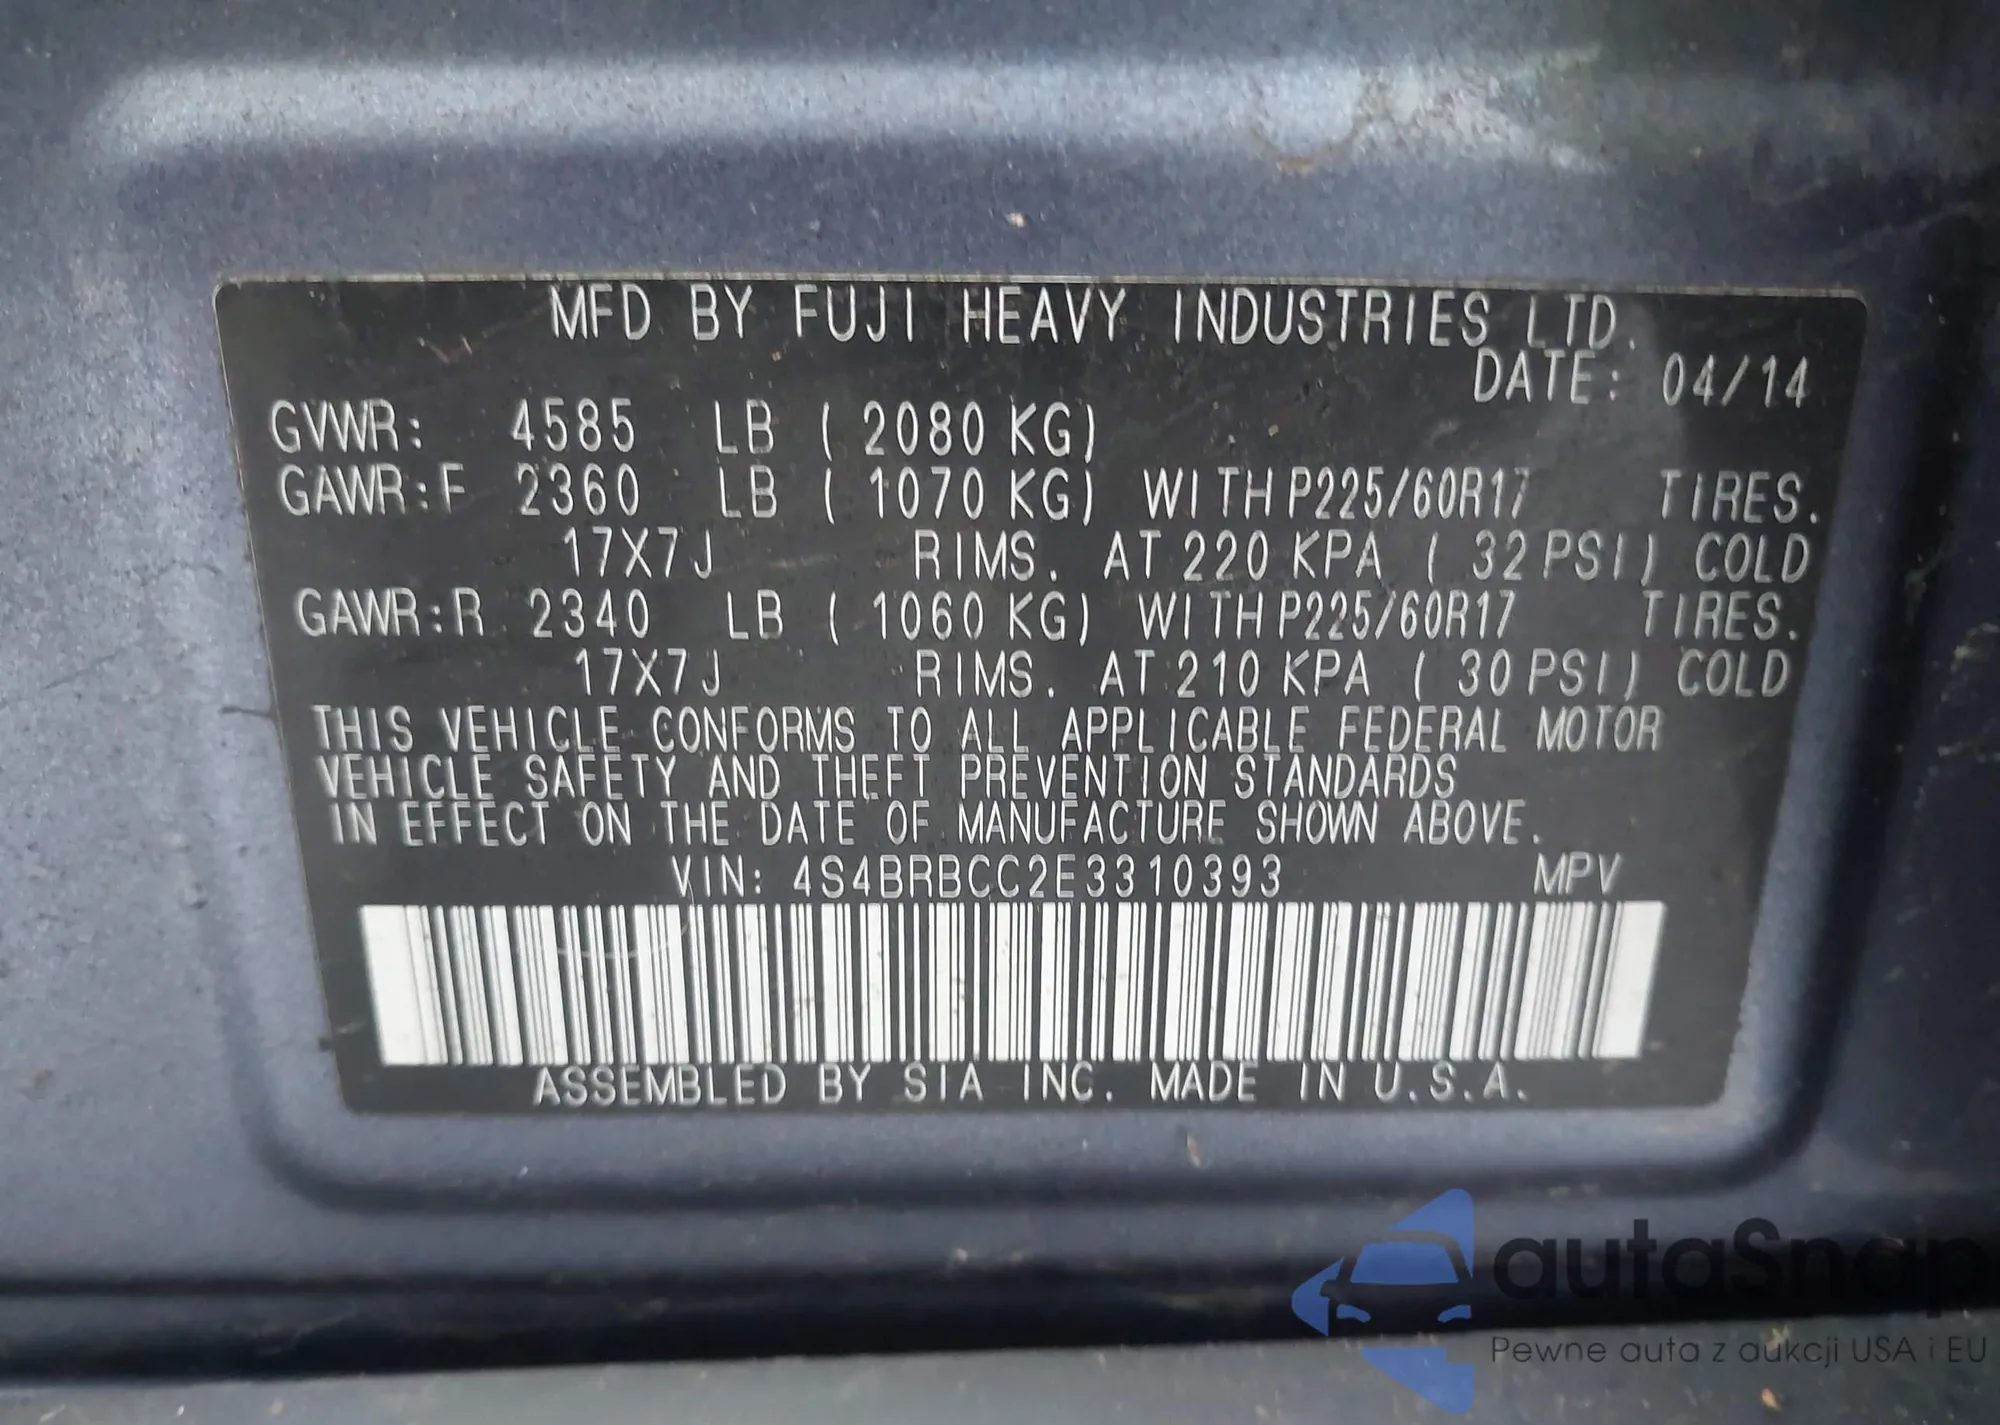 MFD BY FUJI HEAVY INDUSTRIES LTD.
DATE: 04/14
GVWR: 4585 LB ( 2080 KG)
GAWR:F 2360 LB ( 1070 KG) WITH P225/60R17 TIRES.
17X7J RIMS. AT 220 KPA ( 32 PSI) COLD
GAWR:R 2340 LB ( 1060 KG) WITH P225/60R17 TIRES.
17X7J RIMS. AT 210 KPA ( 30 PSI) COLD
THIS VEHICLE CONFORMS TO ALL APPLICABLE FEDERAL MOTOR
VEHICLE SAFETY AND THEFT PREVENTION STANDARDS
IN EFFECT ON THE DATE OF MANUFACTURE SHOWN ABOVE.
VIN: 4S4BRBCC2E3310393 MPV
ASSEMBLED BY SIA INC. MADE IN U.S.A.
autaSnap
Pewne auta z aukcji USA i EU